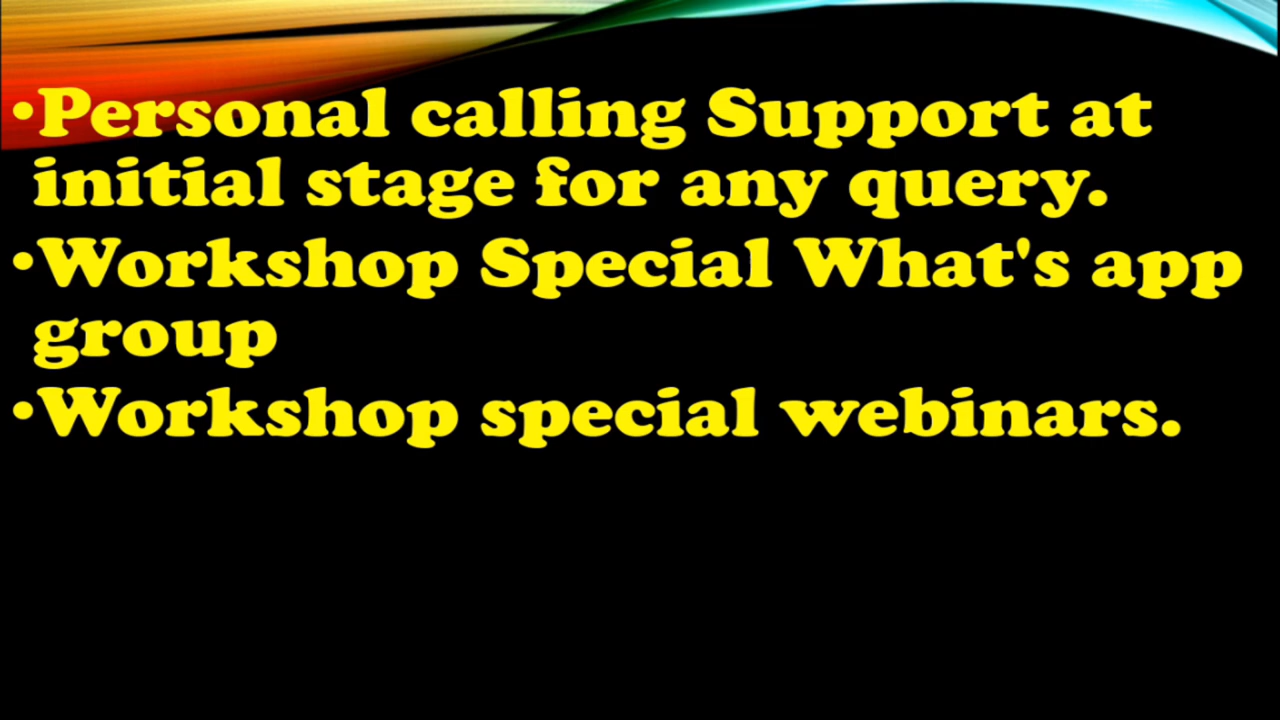 •Personal calling Support at
initial stage for any query.
•Workshop Special What's app
group
•Workshop special webinars.